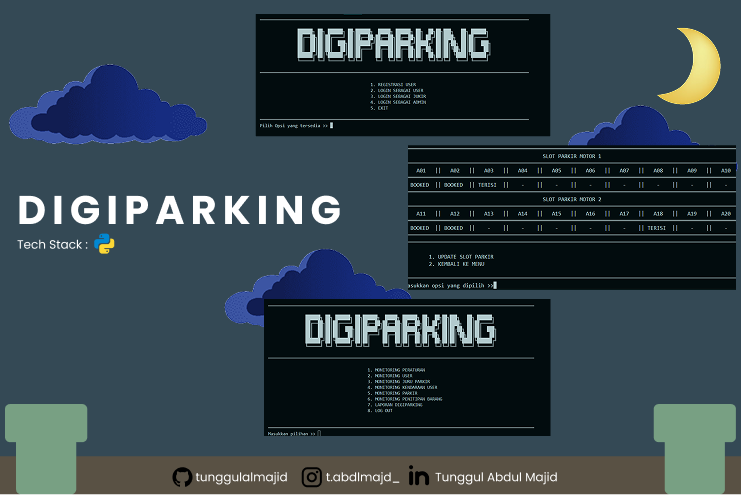 DIGIPARKING
1. REGISTRASI USER
2. LOGIN SEBAGAI USER
3. LOGIN SEBAGAI JUKIR
4. LOGIN SEBAGAI ADMIN
5. EXIT
Pilih Opsi yang tersedia >>
SLOT PARKIR MOTOR 1
A01 || A02 || A03 || A04 || A05 || A06 || A07 || A08 || A09 || A10
BOOKED || BOOKED || TERISI || - || - || - || - || - || - || -
SLOT PARKIR MOTOR 2
A11 || A12 || A13 || A14 || A15 || A16 || A17 || A18 || A19 || A20
BOOKED || BOOKED || - || - || - || - || - || TERISI || - || -
1. UPDATE SLOT PARKIR
2. KEMBALI KE MENU
asukkan opsi yang dipilih >>
DIGIPARKING
Tech Stack :
DIGIPARKING
1. MONITORING PERATURAN
2. MONITORING USER
3. MONITORING JURU PARKIR
4. MONITORING KENDARAAN USER
5. MONITORING PARKIR
6. MONITORING PENITIPAN BARANG
7. LAPORAN DIGIPARKING
8. LOG OUT
Masukkan pilihan >>
tunggulalmajid t.abdlmajd_ in Tunggul Abdul Majid